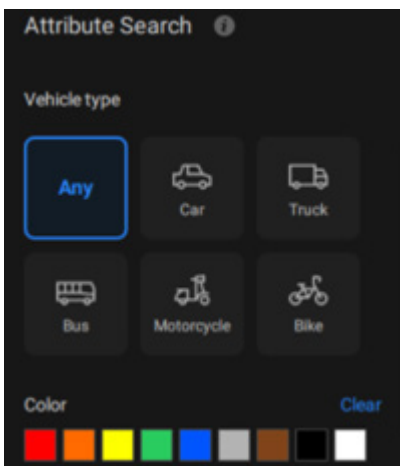 Attribute Search
Vehicle type
Any
Car
Truck
Bus
Motorcycle
Bike
Color
Clear